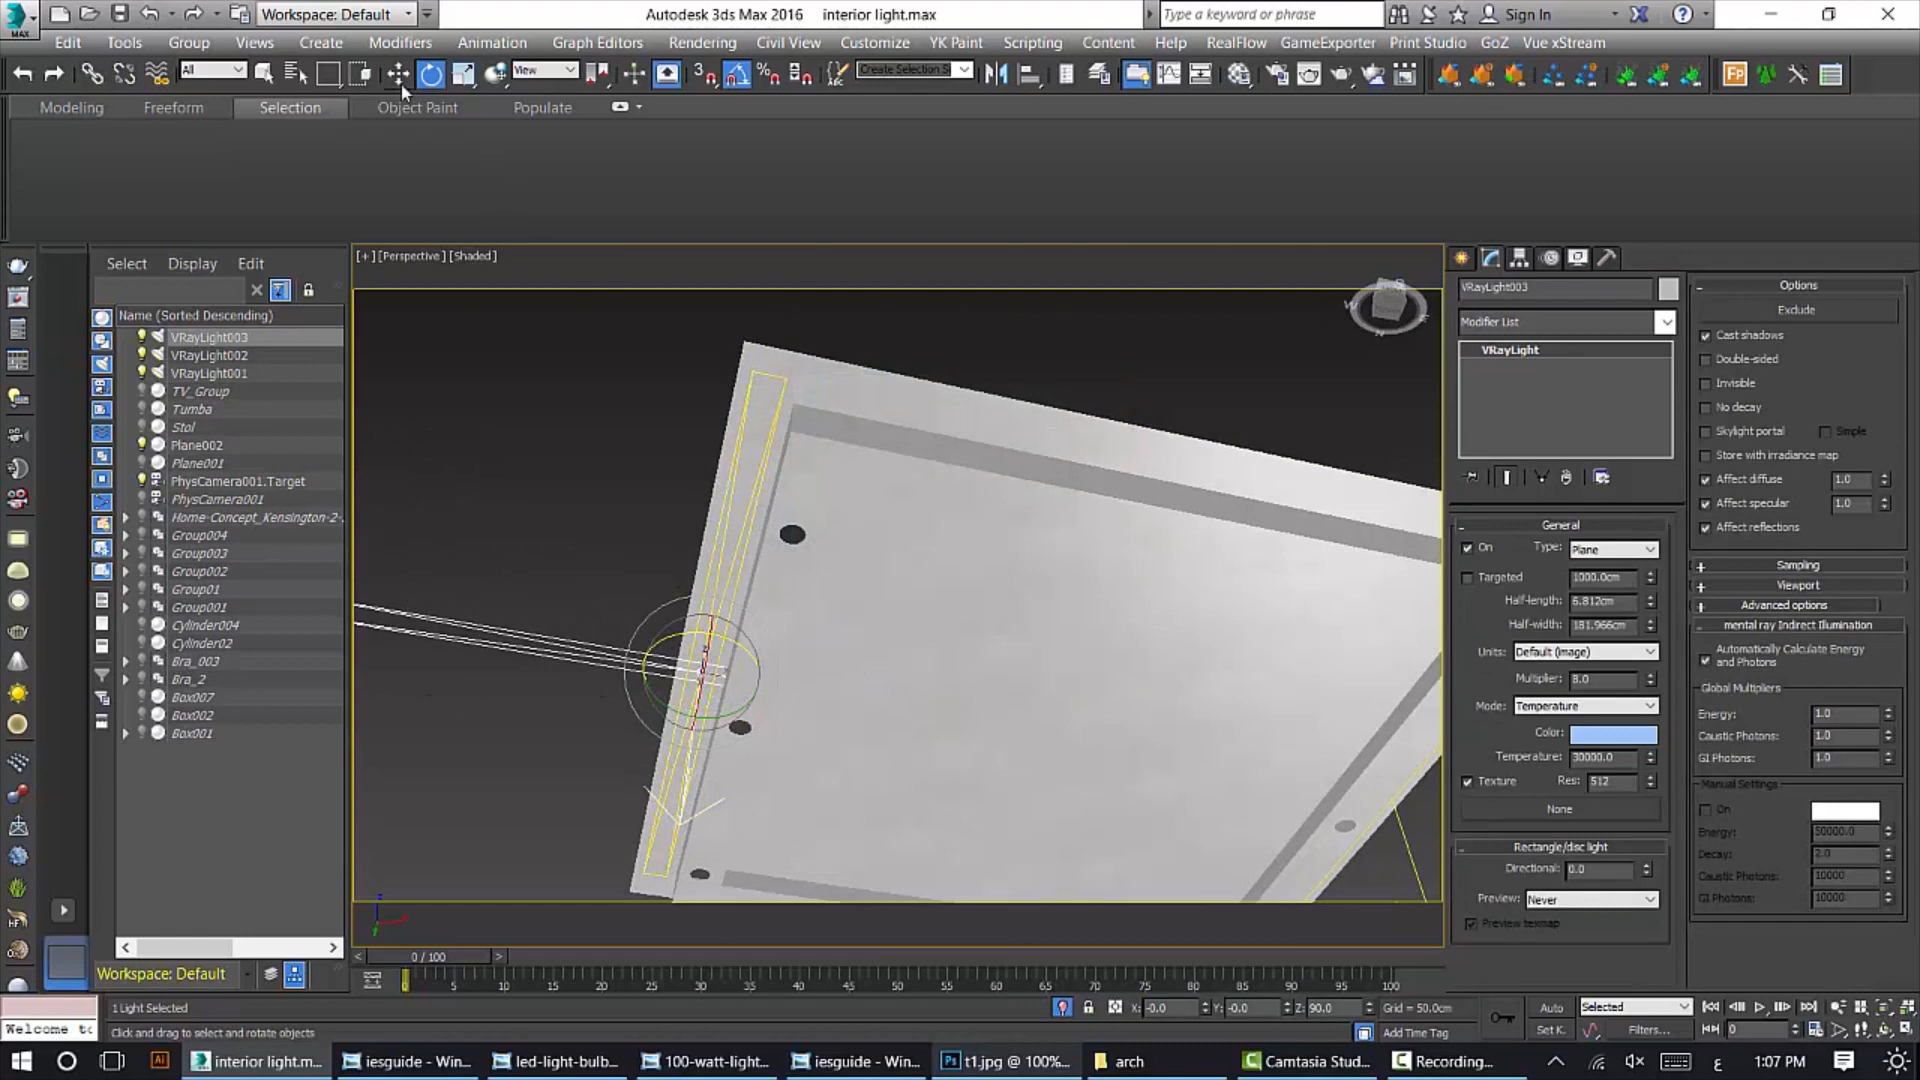 Workspace: Default
Autodesk 3ds Max 2016 interior light.max
Type a keyword or phrase
Sign In
MAX
Edit Tools Group Views Create Modifiers Animation Graph Editors Rendering Civil View Customize YK Paint Scripting Content Help RealFlow GameExporter Print Studio GoZ Vue xStream
All
View
Create Selection S
Modeling Freeform Selection Object Paint Populate
Select Display Edit
Name (Sorted Descending)
VRayLight003
VRayLight002
VRayLight001
TV_Group
Tumba
Stol
Plane002
Plane001
PhysCamera001.Target
PhysCamera001
Home-Concept_Kensington-2-
Group004
Group003
Group002
Group01
Group001
Cylinder004
Cylinder02
Bra_003
Bra_2
Box007
Box002
Box001
Workspace: Default
[+] [Perspective] [Shaded]
VRayLight003
Modifier List
VRayLight
General
On Type: Plane
Targeted 1000.0cm
Half-length: 6.812cm
Half-width: 181.966cm
Units: Default (image)
Multiplier: 8.0
Mode: Temperature
Color:
Temperature: 30000.0
Texture Res: 512
None
Rectangle/disc light
Directional: 0.0
Preview: Never
Preview texmap
Options
Exclude
Cast shadows
Double-sided
Invisible
No decay
Skylight portal Simple
Store with irradiance map
Affect diffuse 1.0
Affect specular 1.0
Affect reflections
Sampling
Viewport
Advanced options
mental ray Indirect Illumination
Automatically Calculate Energy and Photons
Global Multipliers
Energy: 1.0
Caustic Photons: 1.0
GI Photons: 1.0
Manual Settings
On
Energy: 50000.0
Decay: 2.0
Caustic Photons: 10000
GI Photons: 10000
0 / 100
0 5 10 15 20 25 30 35 40 45 50 55 60 65 70 75 80 85 90 95 100
1 Light Selected
X: -0.0 Y: -0.0 Z: 90.0 Grid = 50.0cm
Auto Selected
Welcome to
Click and drag to select and rotate objects
Add Time Tag
Set K. Filters...
0
interior light.m...
iesguide - Win...
led-light-bulb...
100-watt-light...
iesguide - Win...
t1.jpg @ 100%...
arch
Camtasia Stud...
Recording...
ع
1:07 PM